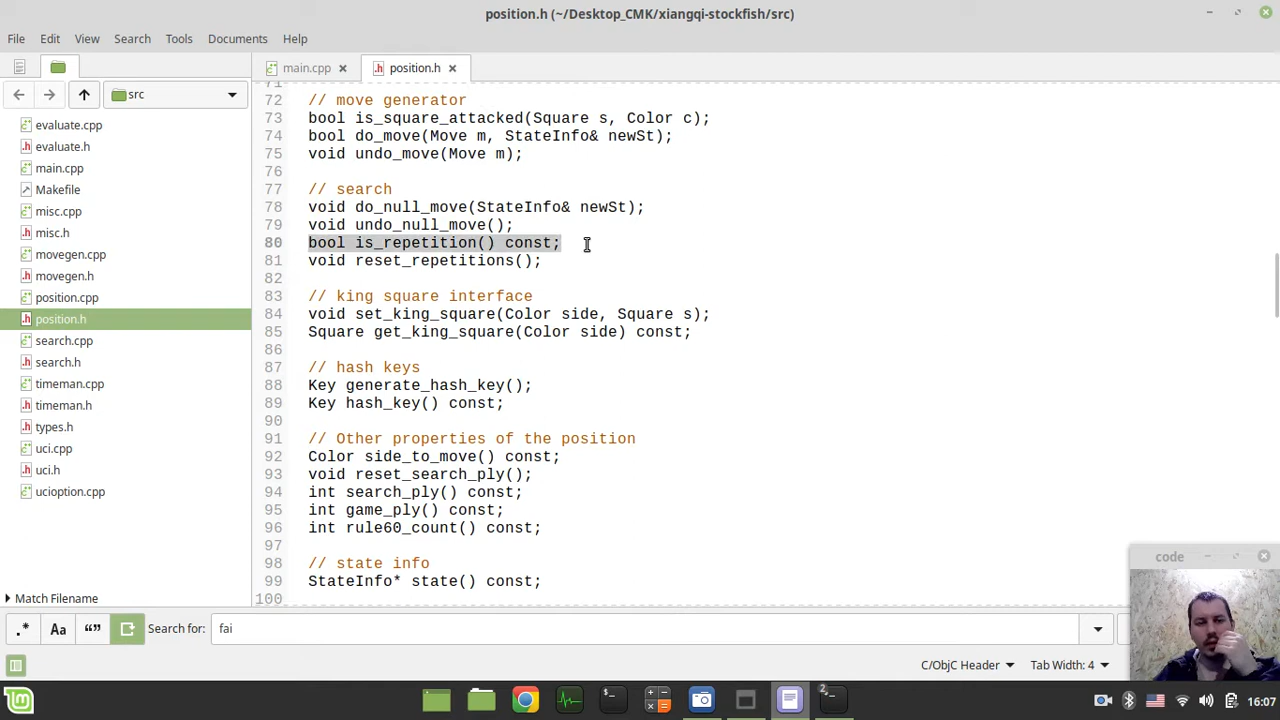 position.h (~/Desktop_CMK/xiangqi-stockfish/src)
File Edit View Search Tools Documents Help
main.cpp position.h
src
evaluate.cpp
evaluate.h
main.cpp
Makefile
misc.cpp
misc.h
movegen.cpp
movegen.h
position.cpp
position.h
search.cpp
search.h
timeman.cpp
timeman.h
types.h
uci.cpp
uci.h
ucioption.cpp
Match Filename
71
72 // move generator
73 bool is_square_attacked(Square s, Color c);
74 bool do_move(Move m, StateInfo& newSt);
75 void undo_move(Move m);
76
77 // search
78 void do_null_move(StateInfo& newSt);
79 void undo_null_move();
80 bool is_repetition() const;
81 void reset_repetitions();
82
83 // king square interface
84 void set_king_square(Color side, Square s);
85 Square get_king_square(Color side) const;
86
87 // hash keys
88 Key generate_hash_key();
89 Key hash_key() const;
90
91 // Other properties of the position
92 Color side_to_move() const;
93 void reset_search_ply();
94 int search_ply() const;
95 int game_ply() const;
96 int rule60_count() const;
97
98 // state info
99 StateInfo* state() const;
100
code
.* Aa “” Search for: fai
C/ObjC Header Tab Width: 4
2 16:07